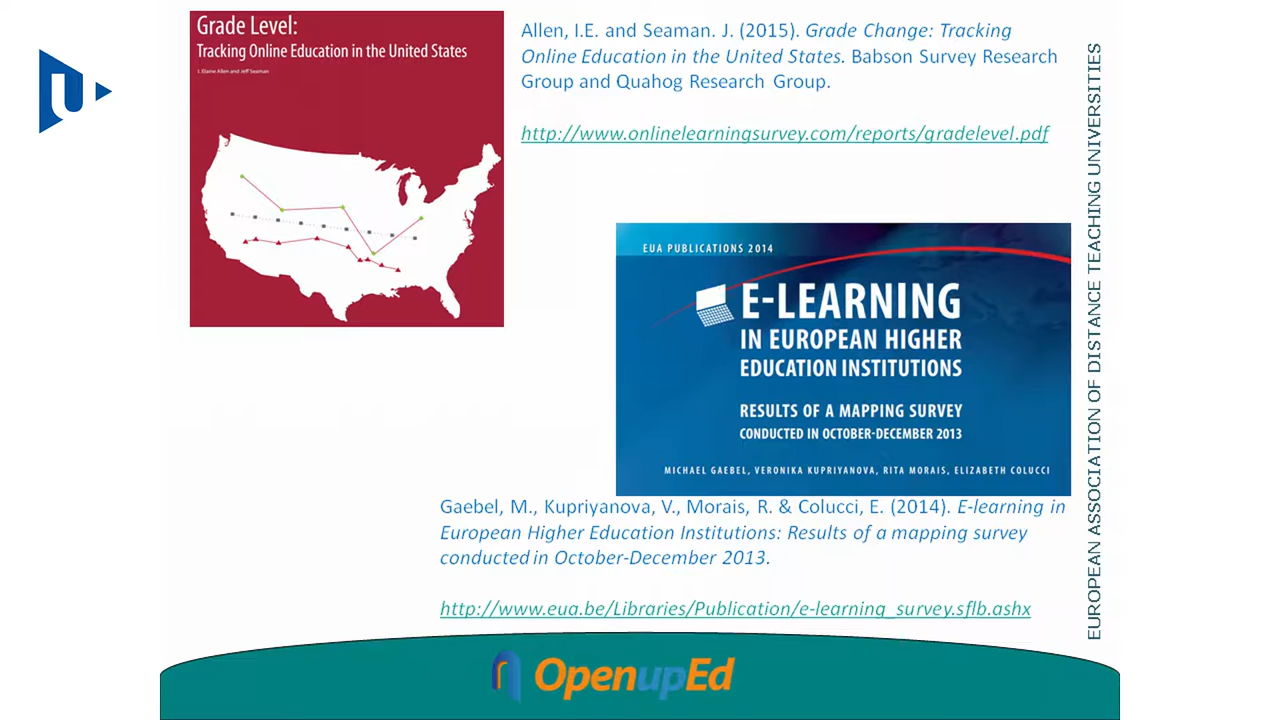 Grade Level:
Tracking Online Education in the United States
I. Elaine Allen and Jeff Seaman
U
Allen, I.E. and Seaman. J. (2015). Grade Change: Tracking
Online Education in the United States. Babson Survey Research
Group and Quahog Research Group.
http://www.onlinelearningsurvey.com/reports/gradelevel.pdf
EUA PUBLICATIONS 2014
E-LEARNING
IN EUROPEAN HIGHER
EDUCATION INSTITUTIONS
RESULTS OF A MAPPING SURVEY
CONDUCTED IN OCTOBER-DECEMBER 2013
MICHAEL GAEBEL, VERONIKA KUPRIYANOVA, RITA MORAIS, ELIZABETH COLUCCI
Gaebel, M., Kupriyanova, V., Morais, R. & Colucci, E. (2014). E-learning in
European Higher Education Institutions: Results of a mapping survey
conducted in October-December 2013.
http://www.eua.be/Libraries/Publication/e-learning_survey.sflb.ashx
EUROPEAN ASSOCIATION OF DISTANCE TEACHING UNIVERSITIES
OpenupEd